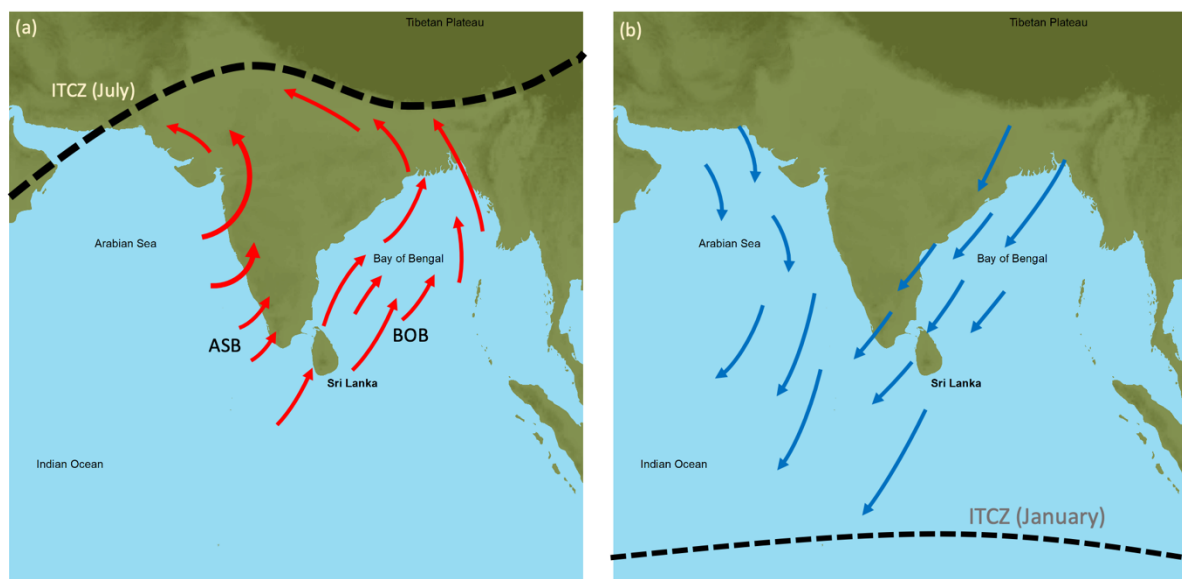 (a)
Tibetan Plateau
ITCZ (July)
Arabian Sea
Bay of Bengal
ASB
BOB
Sri Lanka
Indian Ocean
(b)
Tibetan Plateau
Arabian Sea
Bay of Bengal
Sri Lanka
Indian Ocean
ITCZ (January)